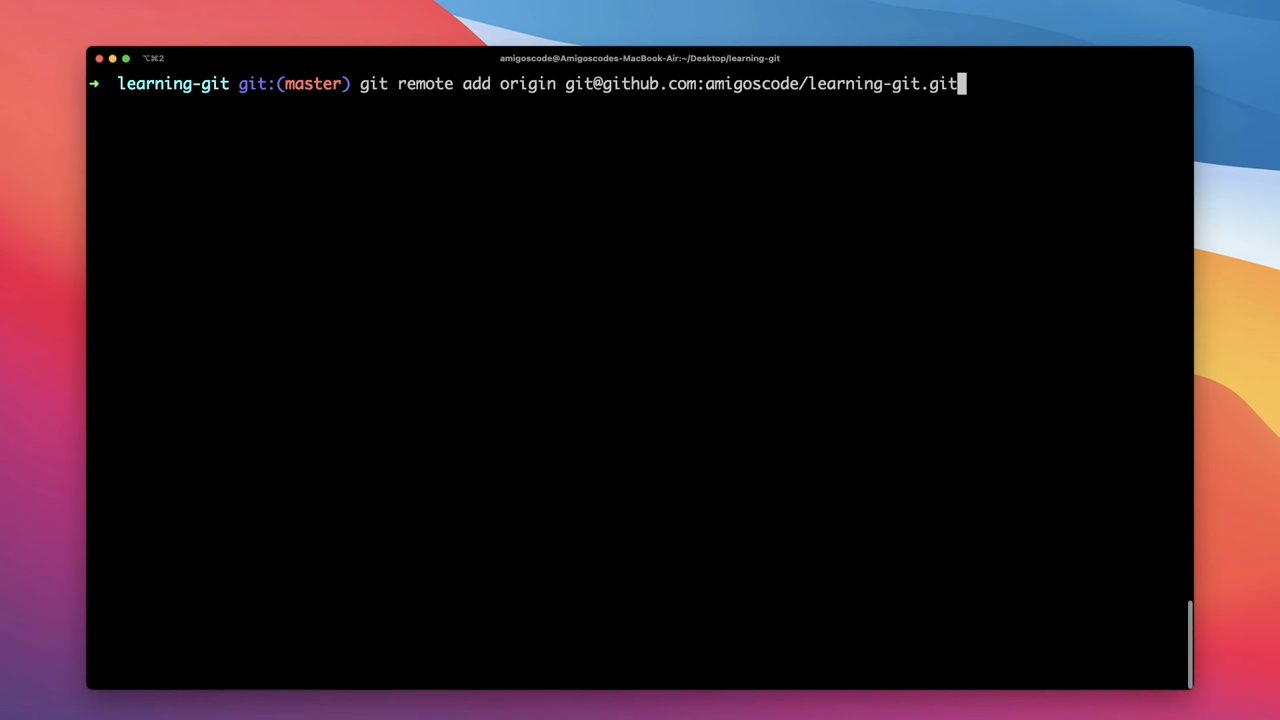 ⌥⌘2
amigoscode@Amigoscodes-MacBook-Air:~/Desktop/learning-git
➜ learning-git git:(master) git remote add origin git@github.com:amigoscode/learning-git.git